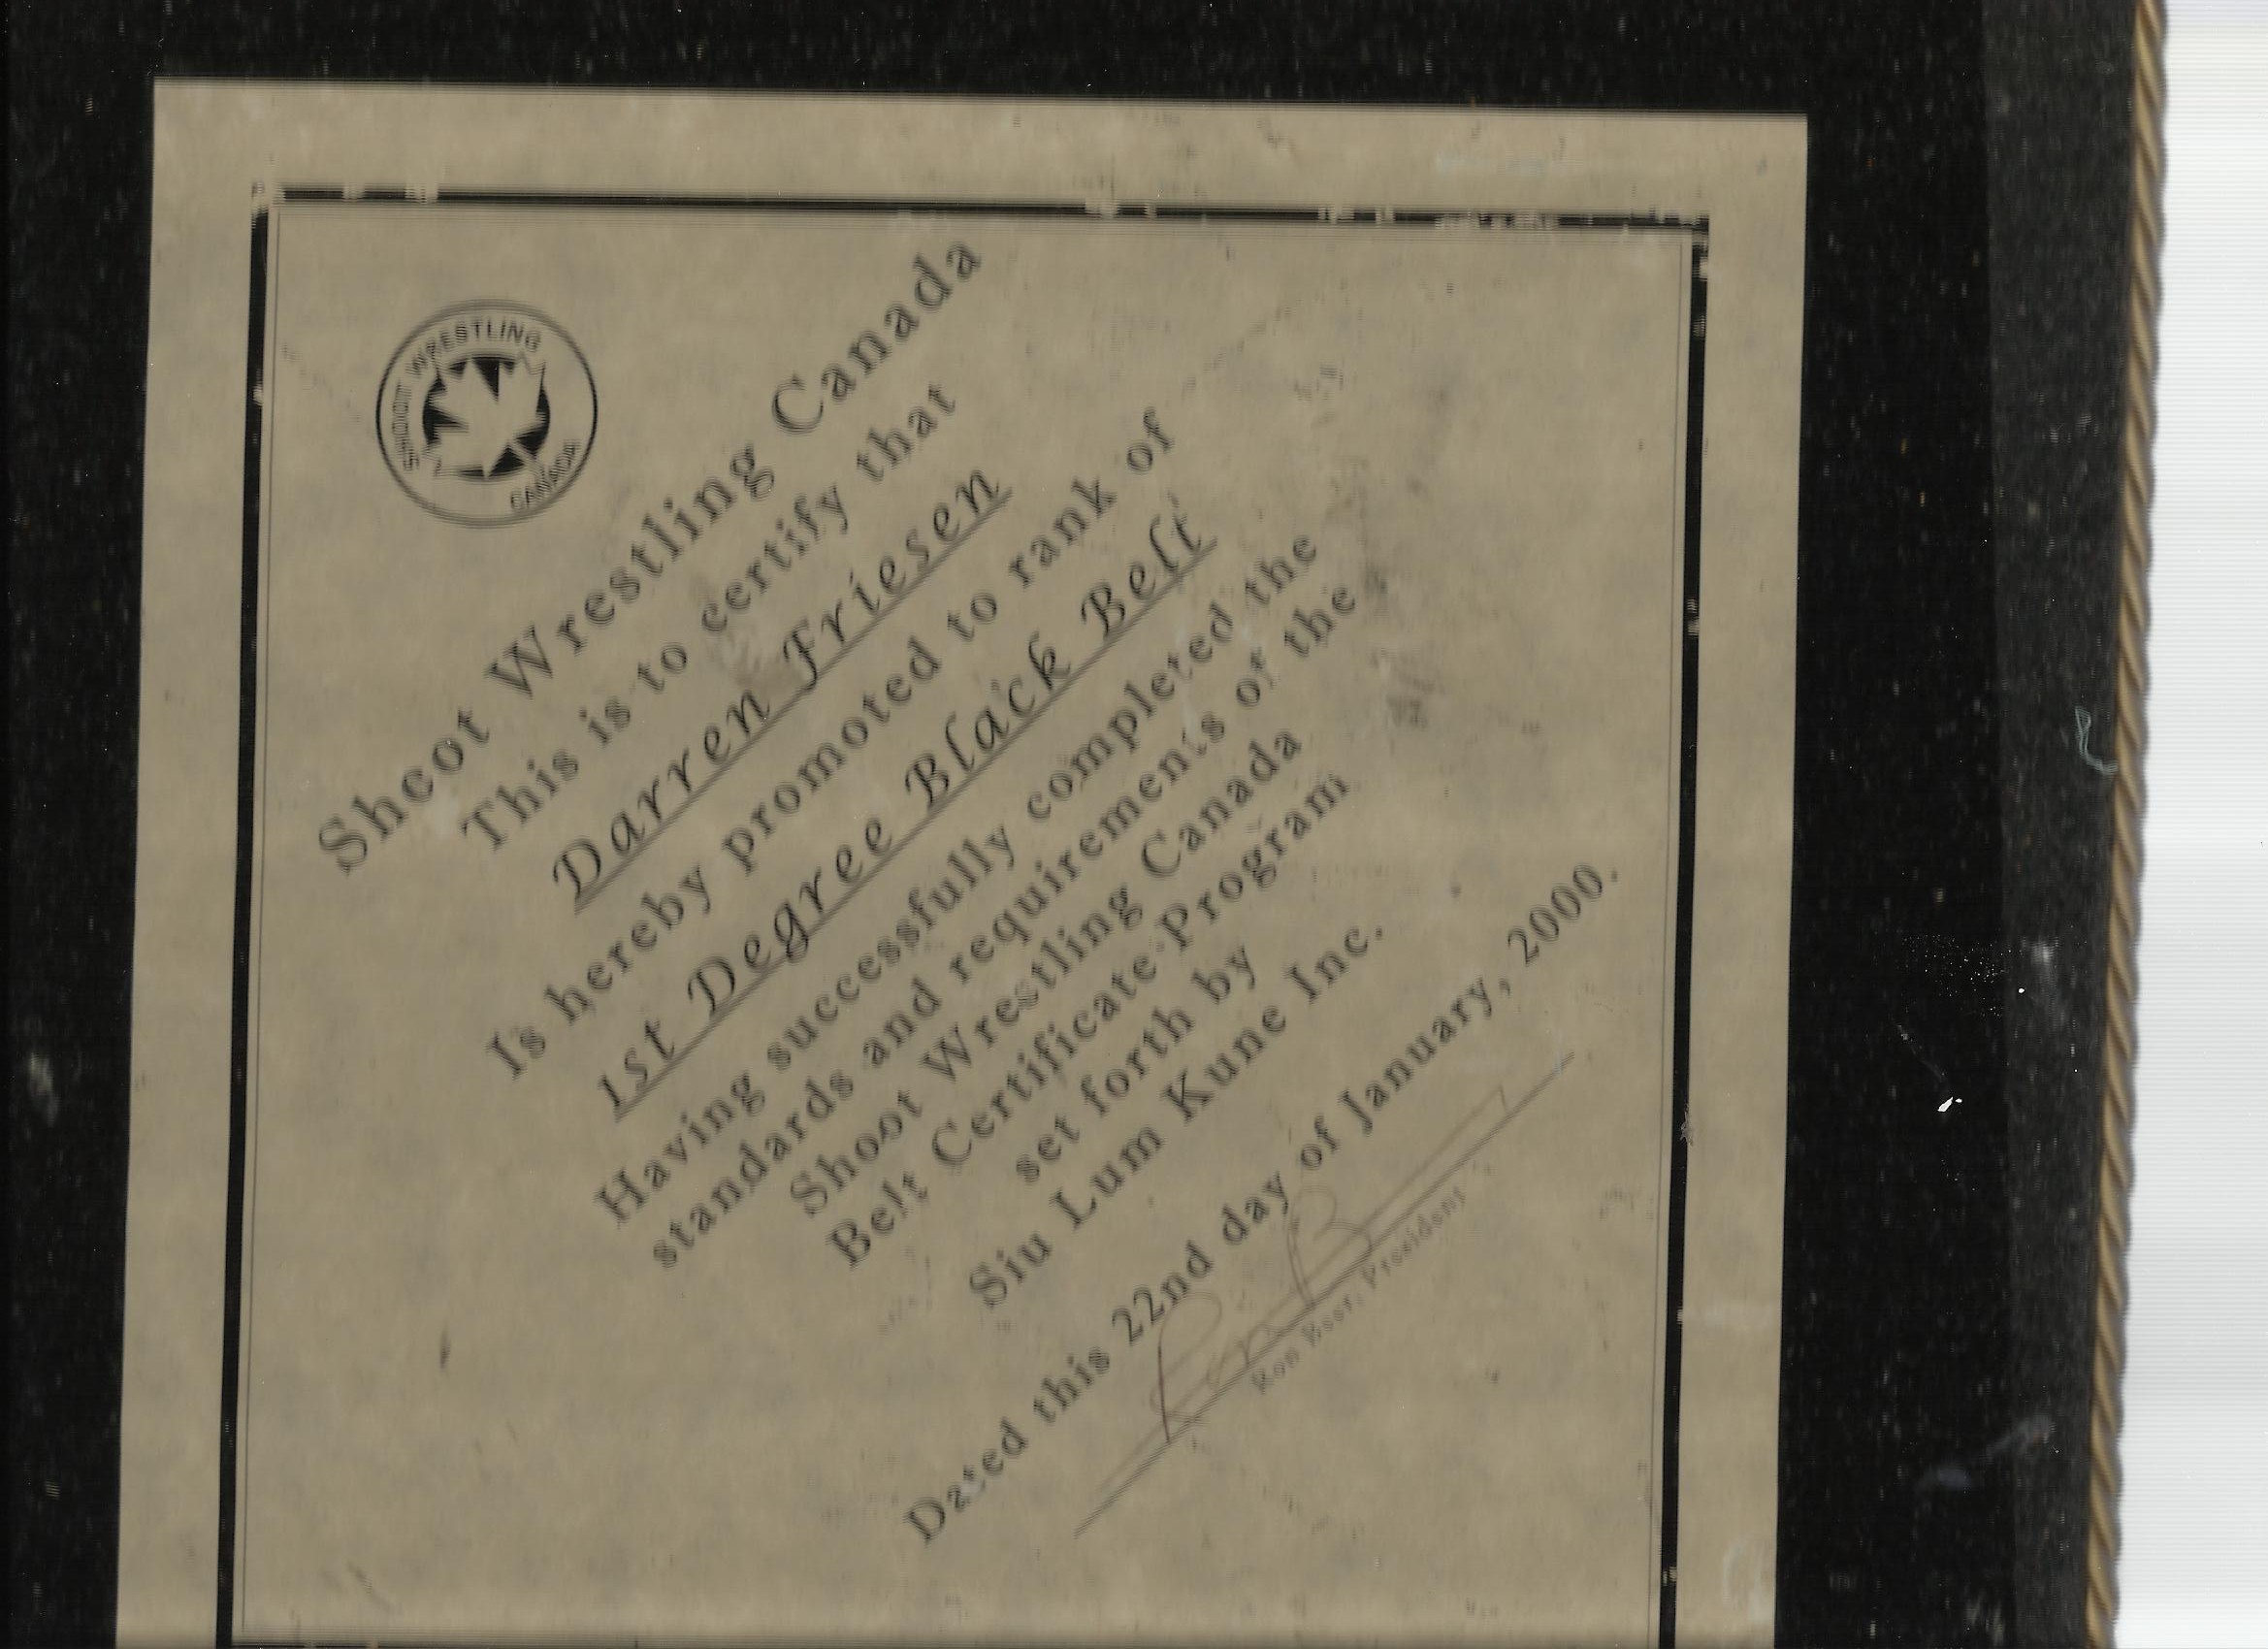 SHOOT WRESTLING
CANADA
Shoot Wrestling Canada
This is to certify that
Darren Friesen
Is hereby promoted to rank of
1st Degree Black Belt
Having successfully completed the
standards and requirements of the
Shoot Wrestling Canada
Belt Certificate Program
set forth by
Siu Lum Kune Inc.
Dated this 22nd day of January, 2000.
Ron
President